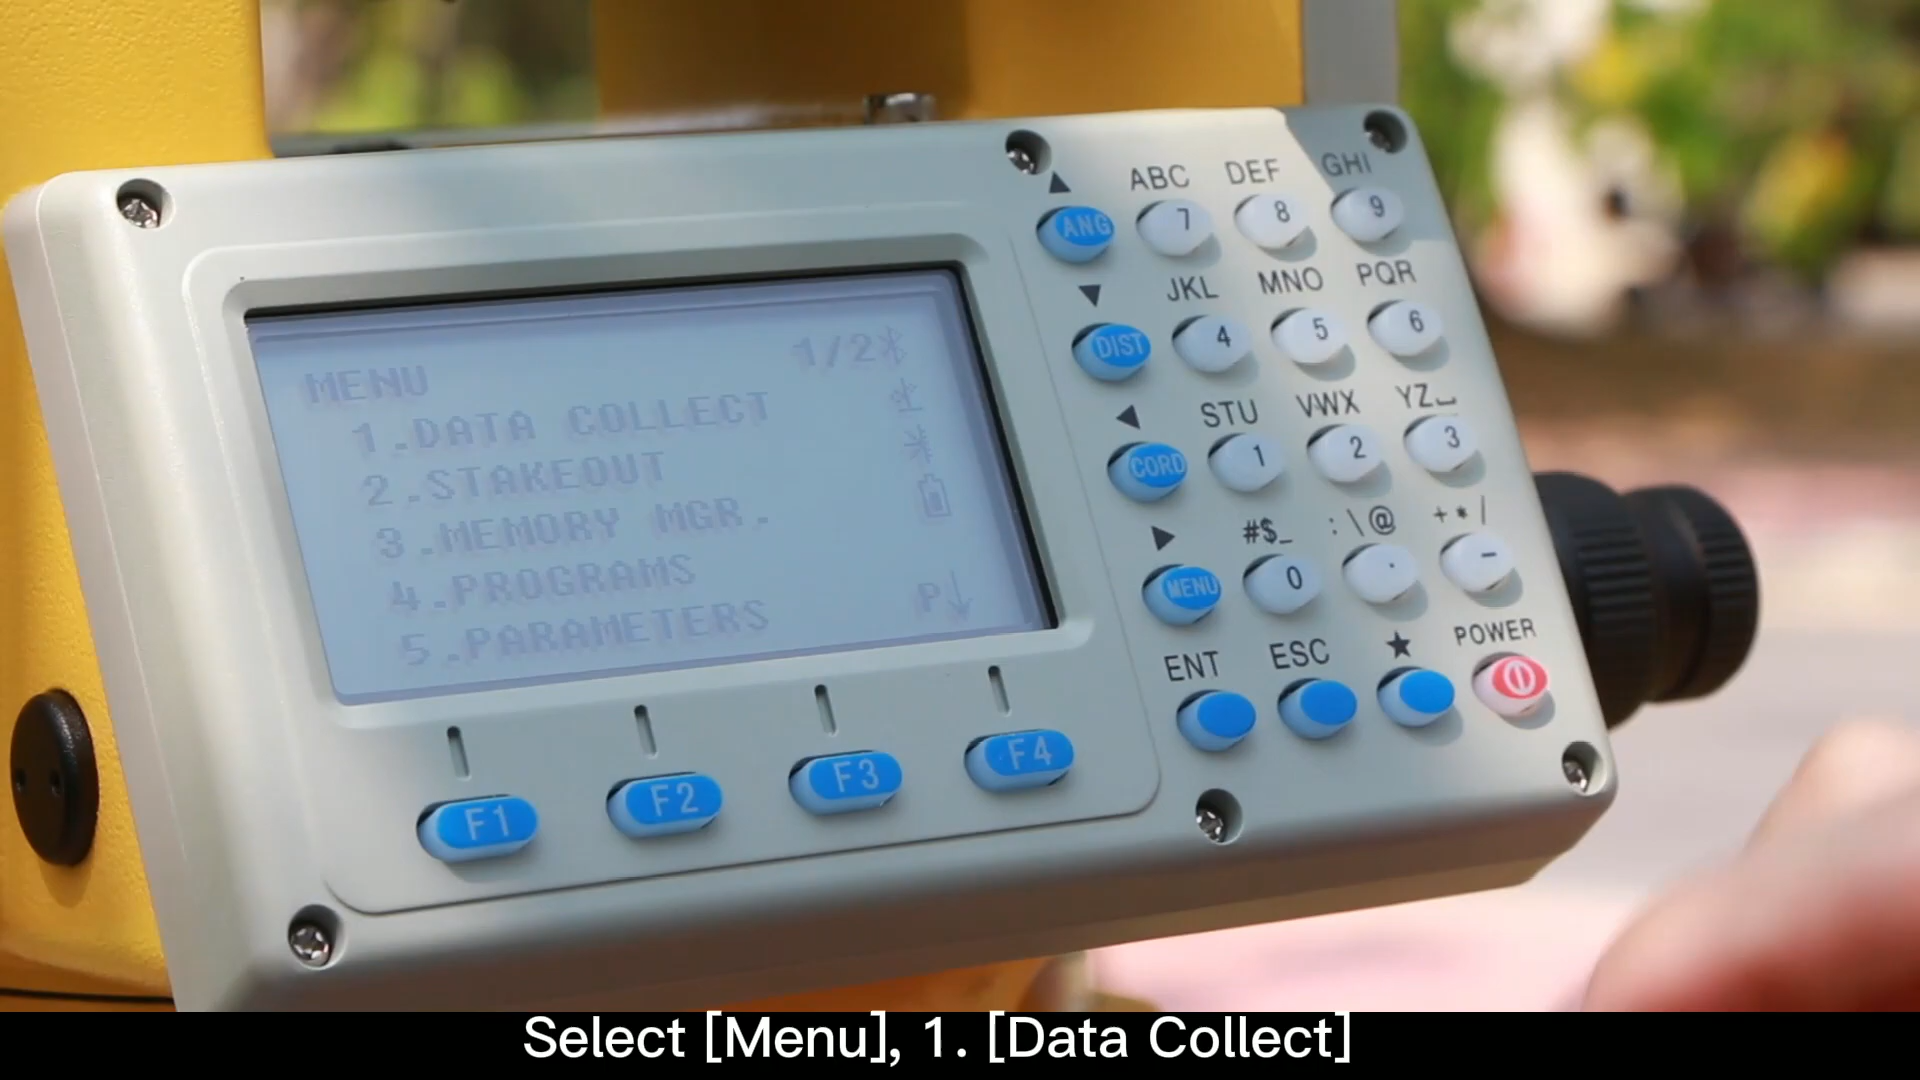 MENU 1/2
1.DATA COLLECT
2.STAKEOUT
3.MEMORY MGR.
4.PROGRAMS
5.PARAMETERS P↓
F1 F2 F3 F4
▲ ABC DEF GHI
ANG 7 8 9
▼ JKL MNO PQR
DIST 4 5 6
◀ STU VWX YZ⎵
CORD 1 2 3
▶ #$_ :\@ +*/
MENU 0 . -
ENT ESC ★ POWER
Select [Menu], 1. [Data Collect]